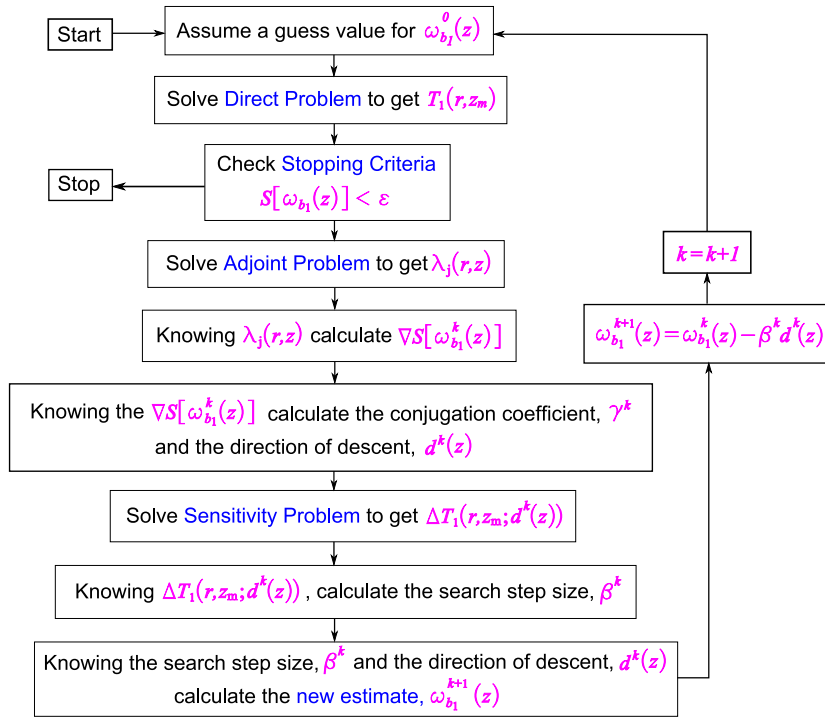 Start
Assume a guess value for ω_{b_1}^0(z)
Solve Direct Problem to get T_1(r,z_m)
Check Stopping Criteria
S[ω_{b_1}(z)] < ε
Stop
Solve Adjoint Problem to get λ_j(r,z)
Knowing λ_j(r,z) calculate ∇S[ω_{b_1}^k(z)]
Knowing the ∇S[ω_{b_1}^k(z)] calculate the conjugation coefficient, γ^k
and the direction of descent, d^k(z)
Solve Sensitivity Problem to get ΔT_1(r,z_m;d^k(z))
Knowing ΔT_1(r,z_m;d^k(z)) , calculate the search step size, β^k
Knowing the search step size, β^k and the direction of descent, d^k(z)
calculate the new estimate, ω_{b_1}^{k+1}(z)
ω_{b_1}^{k+1}(z)=ω_{b_1}^k(z)−β^k d^k(z)
k=k+1